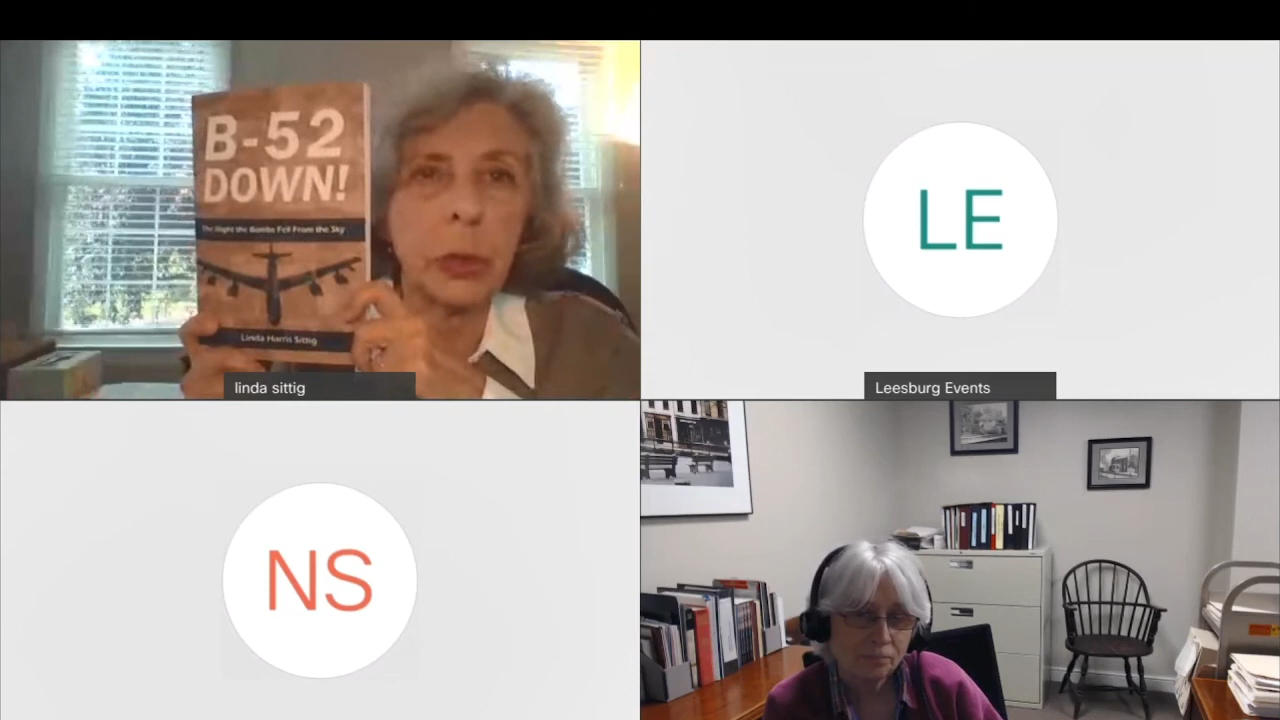 B-52
DOWN!
The Night the Bombs Fell From the Sky
Linda Harris Sittig
linda sittig
LE
Leesburg Events
NS